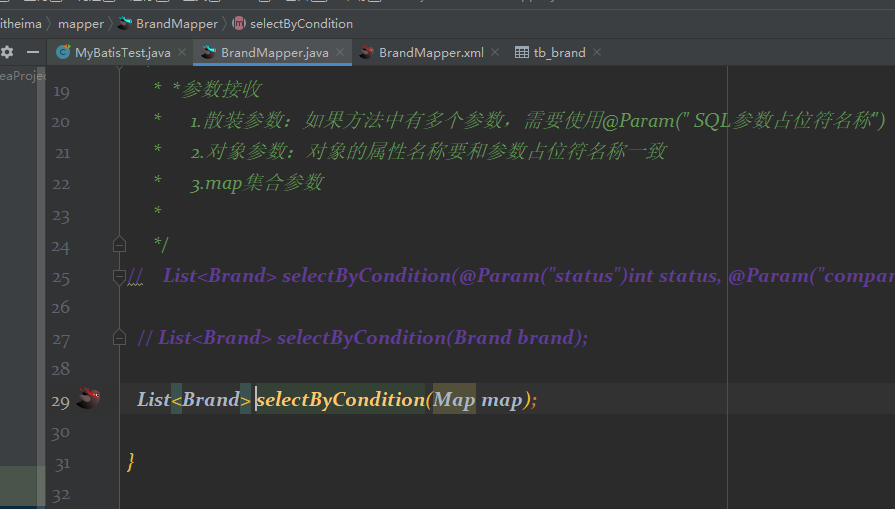 itheima › mapper › BrandMapper › selectByCondition
MyBatisTest.java × BrandMapper.java × BrandMapper.xml × tb_brand ×
eaProjec
19 * *参数接收
20 * 1.散装参数：如果方法中有多个参数，需要使用@Param(" SQL参数占位符名称")
21 * 2.对象参数：对象的属性名称要和参数占位符名称一致
22 * 3.map集合参数
23 *
24 */
25 // List<Brand> selectByCondition(@Param("status")int status, @Param("compar
26
27 // List<Brand> selectByCondition(Brand brand);
28
29 List<Brand> selectByCondition(Map map);
30
31 }
32